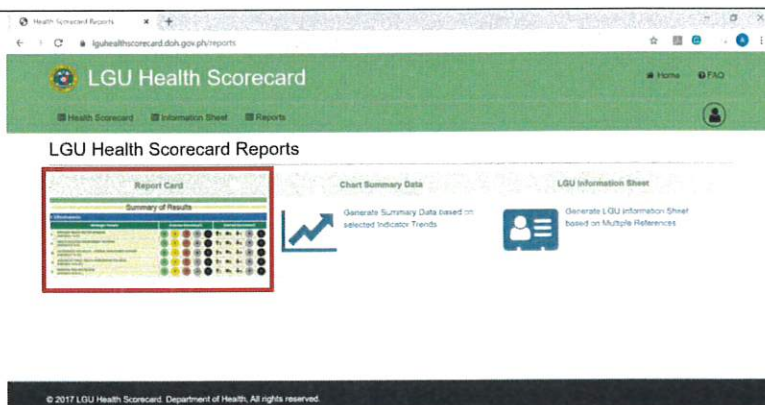 Health Scorecard Reports
lguhealthscorecard.doh.gov.ph/reports
LGU Health Scorecard
Home FAQ
Health Scorecard Information Sheet Reports
LGU Health Scorecard Reports
Report Card
Chart Summary Data
LGU Information Sheet
Summary of Results
Generate Summary Data based on
selected Indicator Trends
Generate LGU Information Sheet
based on Multiple References
© 2017 LGU Health Scorecard. Department of Health, All rights reserved.